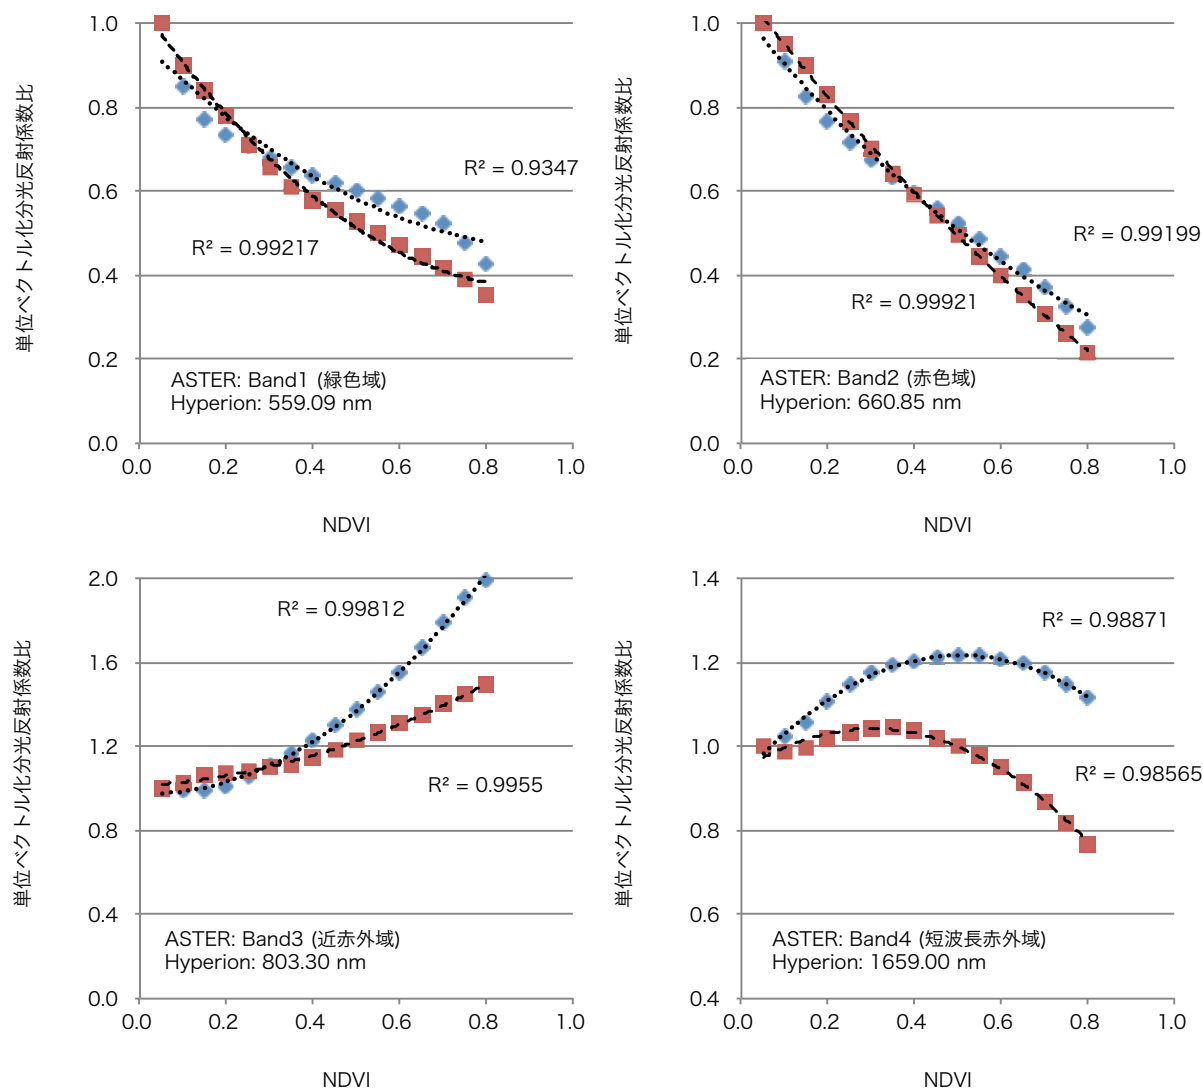 単位ベクトル化分光反射係数比
1.0
0.8
0.6
0.4
0.2
0.0
R² = 0.9347
R² = 0.99217
ASTER: Band1 (緑色域)
Hyperion: 559.09 nm
0.0 0.2 0.4 0.6 0.8 1.0
NDVI
単位ベクトル化分光反射係数比
1.0
0.8
0.6
0.4
0.2
0.0
R² = 0.99199
R² = 0.99921
ASTER: Band2 (赤色域)
Hyperion: 660.85 nm
0.0 0.2 0.4 0.6 0.8 1.0
NDVI
単位ベクトル化分光反射係数比
2.0
1.6
1.2
0.8
0.4
0.0
R² = 0.99812
R² = 0.9955
ASTER: Band3 (近赤外域)
Hyperion: 803.30 nm
0.0 0.2 0.4 0.6 0.8 1.0
NDVI
単位ベクトル化分光反射係数比
1.4
1.2
1.0
0.8
0.6
0.4
R² = 0.98871
R² = 0.98565
ASTER: Band4 (短波長赤外域)
Hyperion: 1659.00 nm
0.0 0.2 0.4 0.6 0.8 1.0
NDVI